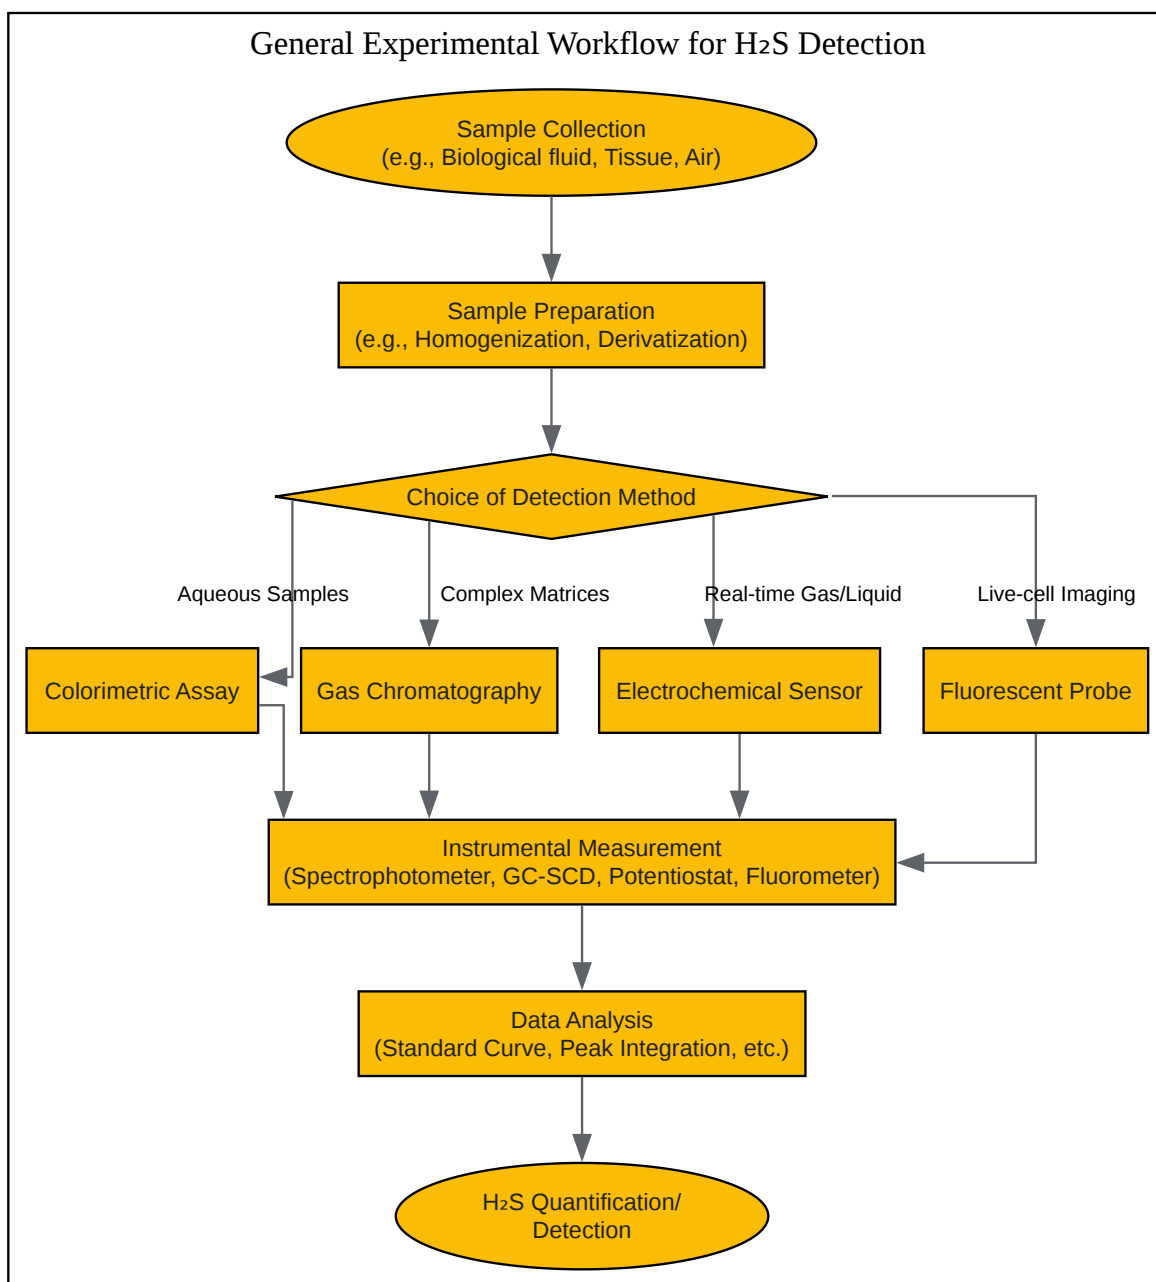 General Experimental Workflow for H₂S Detection
Sample Collection
(e.g., Biological fluid, Tissue, Air)
Sample Preparation
(e.g., Homogenization, Derivatization)
Choice of Detection Method
Aqueous Samples
Complex Matrices
Real-time Gas/Liquid
Live-cell Imaging
Colorimetric Assay
Gas Chromatography
Electrochemical Sensor
Fluorescent Probe
Instrumental Measurement
(Spectrophotometer, GC-SCD, Potentiostat, Fluorometer)
Data Analysis
(Standard Curve, Peak Integration, etc.)
H₂S Quantification/
Detection